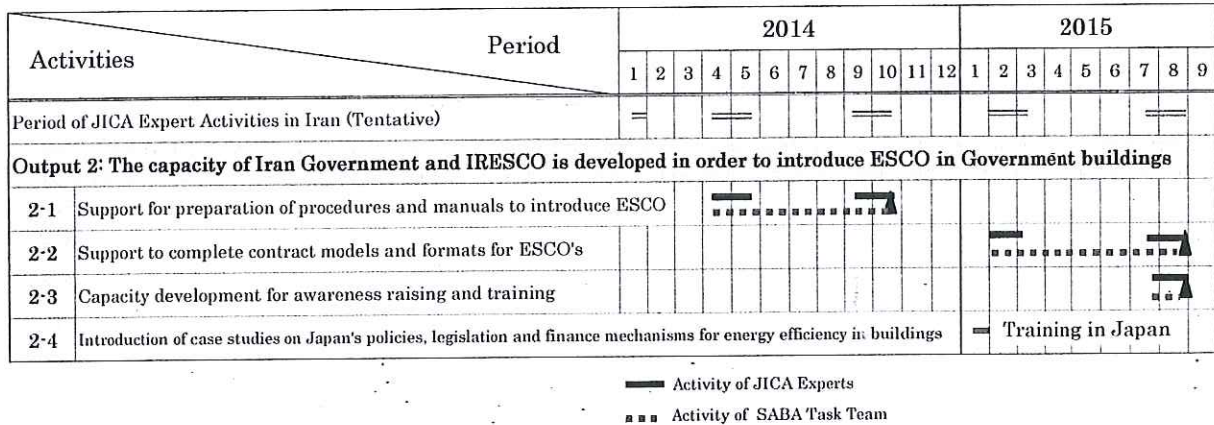 Activities Period 2014 2015
1 2 3 4 5 6 7 8 9 10 11 12 1 2 3 4 5 6 7 8 9
Period of JICA Expert Activities in Iran (Tentative)
Output 2: The capacity of Iran Government and IRESCO is developed in order to introduce ESCO in Government buildings
2-1 Support for preparation of procedures and manuals to introduce ESCO
2-2 Support to complete contract models and formats for ESCO's
2-3 Capacity development for awareness raising and training
2-4 Introduction of case studies on Japan's policies, legislation and finance mechanisms for energy efficiency in buildings Training in Japan
Activity of JICA Experts
Activity of SABA Task Team